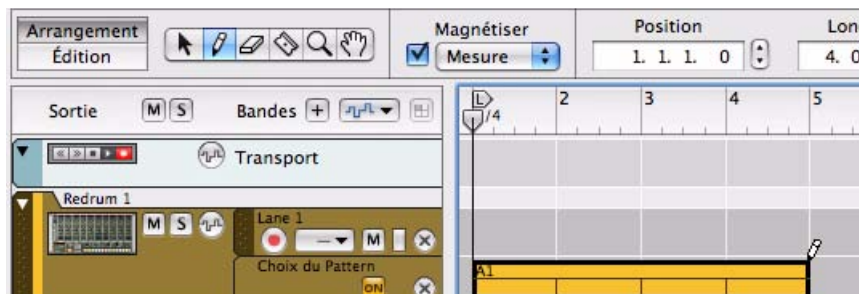 Arrangement
Édition
Magnétiser
Mesure
Position
1. 1. 1. 0
Lon
4. 0
Sortie
M S
Bandes +
L
/4
2 3 4 5
Transport
Redrum 1
M S
Lane 1
M
Choix du Pattern
ON
A1